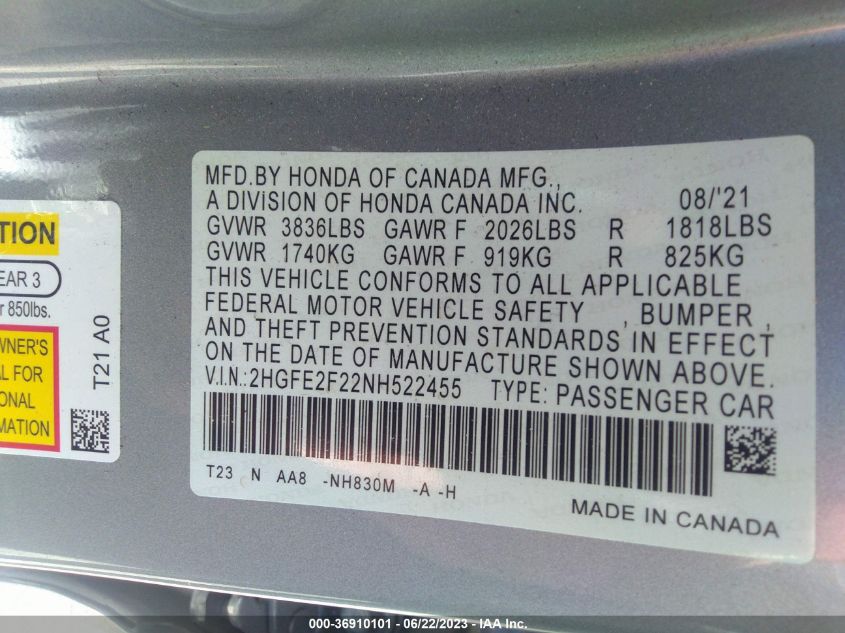 MFD.BY HONDA OF CANADA MFG.,
A DIVISION OF HONDA CANADA INC. 08/'21
GVWR 3836LBS GAWR F 2026LBS R 1818LBS
GVWR 1740KG GAWR F 919KG R 825KG
THIS VEHICLE CONFORMS TO ALL APPLICABLE
FEDERAL MOTOR VEHICLE SAFETY , BUMPER ,
AND THEFT PREVENTION STANDARDS IN EFFECT
ON THE DATE OF MANUFACTURE SHOWN ABOVE.
V.I.N.:2HGFE2F22NH522455 TYPE: PASSENGER CAR
T23 N AA8 -NH830M -A -H
MADE IN CANADA
TION
EAR 3
r 850lbs.
WNER'S
AL FOR
ONAL
MATION
T21 A0
000-36910101 - 06/22/2023 - IAA Inc.